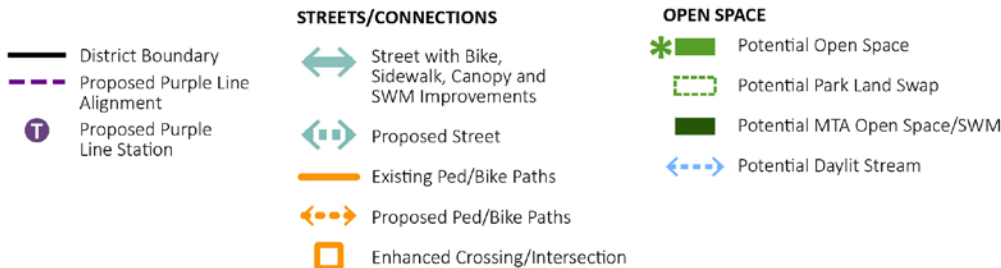 District Boundary
Proposed Purple Line
Alignment
T
Proposed Purple
Line Station
STREETS/CONNECTIONS
Street with Bike,
Sidewalk, Canopy and
SWM Improvements
Proposed Street
Existing Ped/Bike Paths
Proposed Ped/Bike Paths
Enhanced Crossing/Intersection
OPEN SPACE
Potential Open Space
Potential Park Land Swap
Potential MTA Open Space/SWM
Potential Daylit Stream